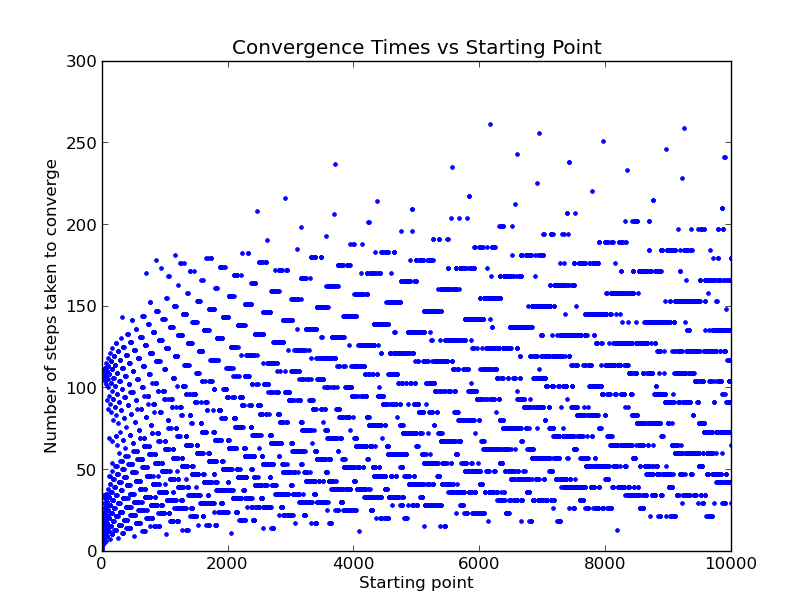 Convergence Times vs Starting Point
300
250
200
150
100
50
0
Number of steps taken to converge
0 2000 4000 6000 8000 10000
Starting point